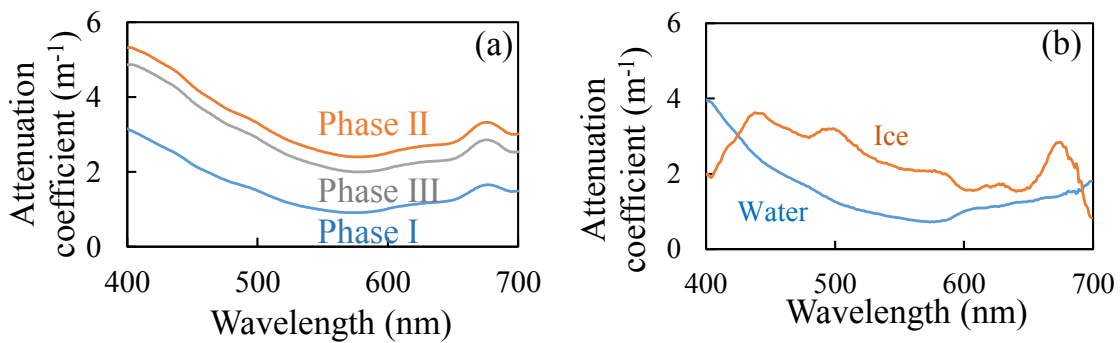 (a)
Attenuation
coefficient (m⁻¹)
6
4
2
0
Phase II
Phase III
Phase I
400 500 600 700
Wavelength (nm)
(b)
Attenuation
coefficient (m⁻¹)
6
4
2
0
Ice
Water
400 500 600 700
Wavelength (nm)